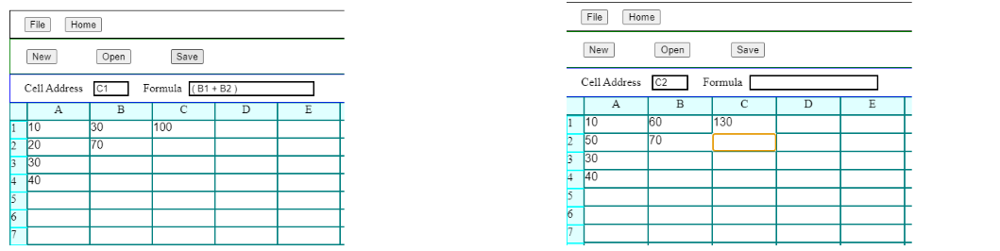 File Home
New Open Save
Cell Address C1 Formula ( B1 + B2 )
A B C D E
1 10 30 100
2 20 70
3 30
4 40
5
6
7
File Home
New Open Save
Cell Address C2 Formula
A B C D E
1 10 60 130
2 50 70
3 30
4 40
5
6
7